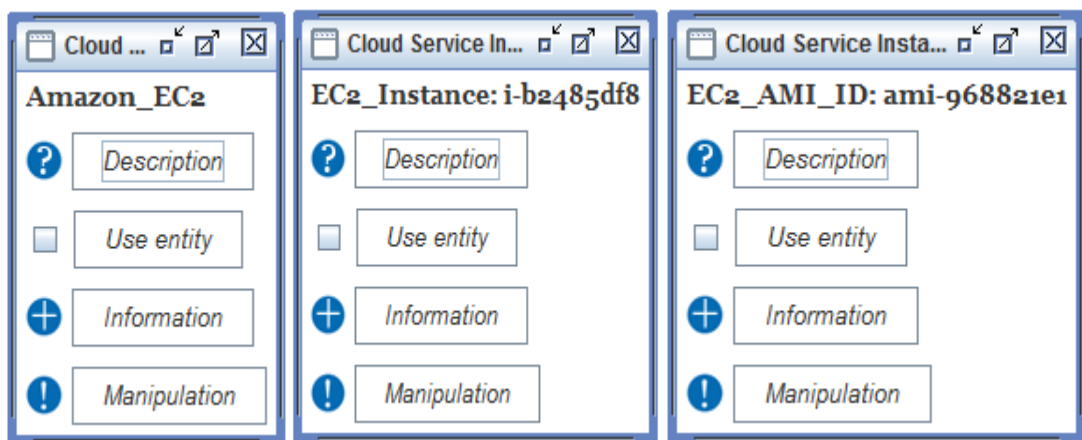 Cloud ...
Amazon_EC2
? Description
Use entity
+ Information
! Manipulation
Cloud Service In...
EC2_Instance: i-b2485df8
? Description
Use entity
+ Information
! Manipulation
Cloud Service Insta...
EC2_AMI_ID: ami-968821e1
? Description
Use entity
+ Information
! Manipulation